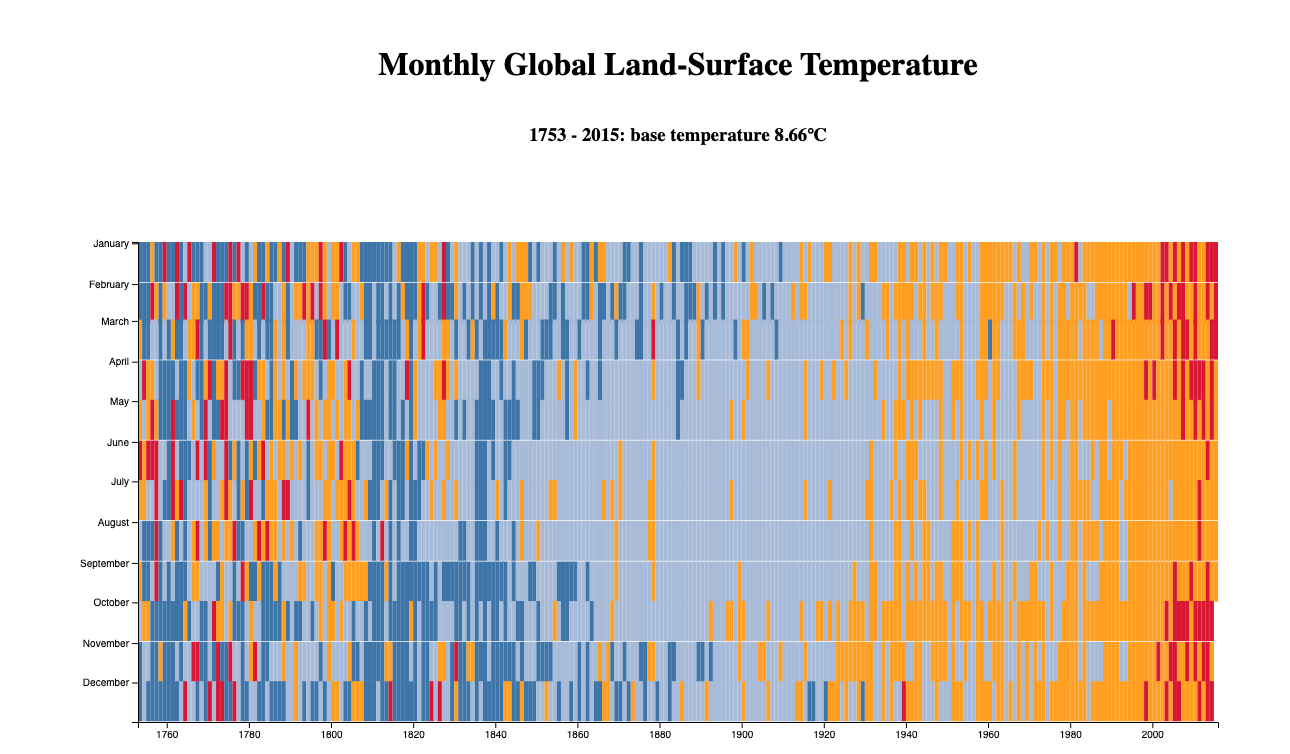 Monthly Global Land-Surface Temperature
1753 - 2015: base temperature 8.66℃
January
February
March
April
May
June
July
August
September
October
November
December
1760 1780 1800 1820 1840 1860 1880 1900 1920 1940 1960 1980 2000